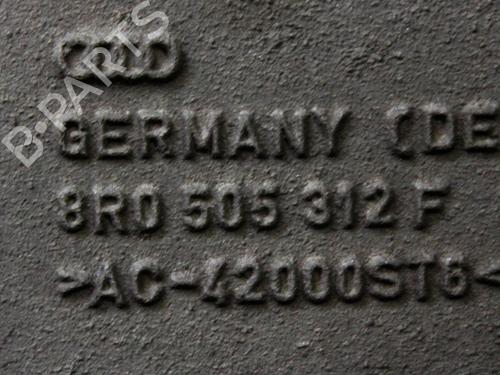 B-PARTS
GERMANY (DE
8R0 505 312 F
>AC-42000ST6<